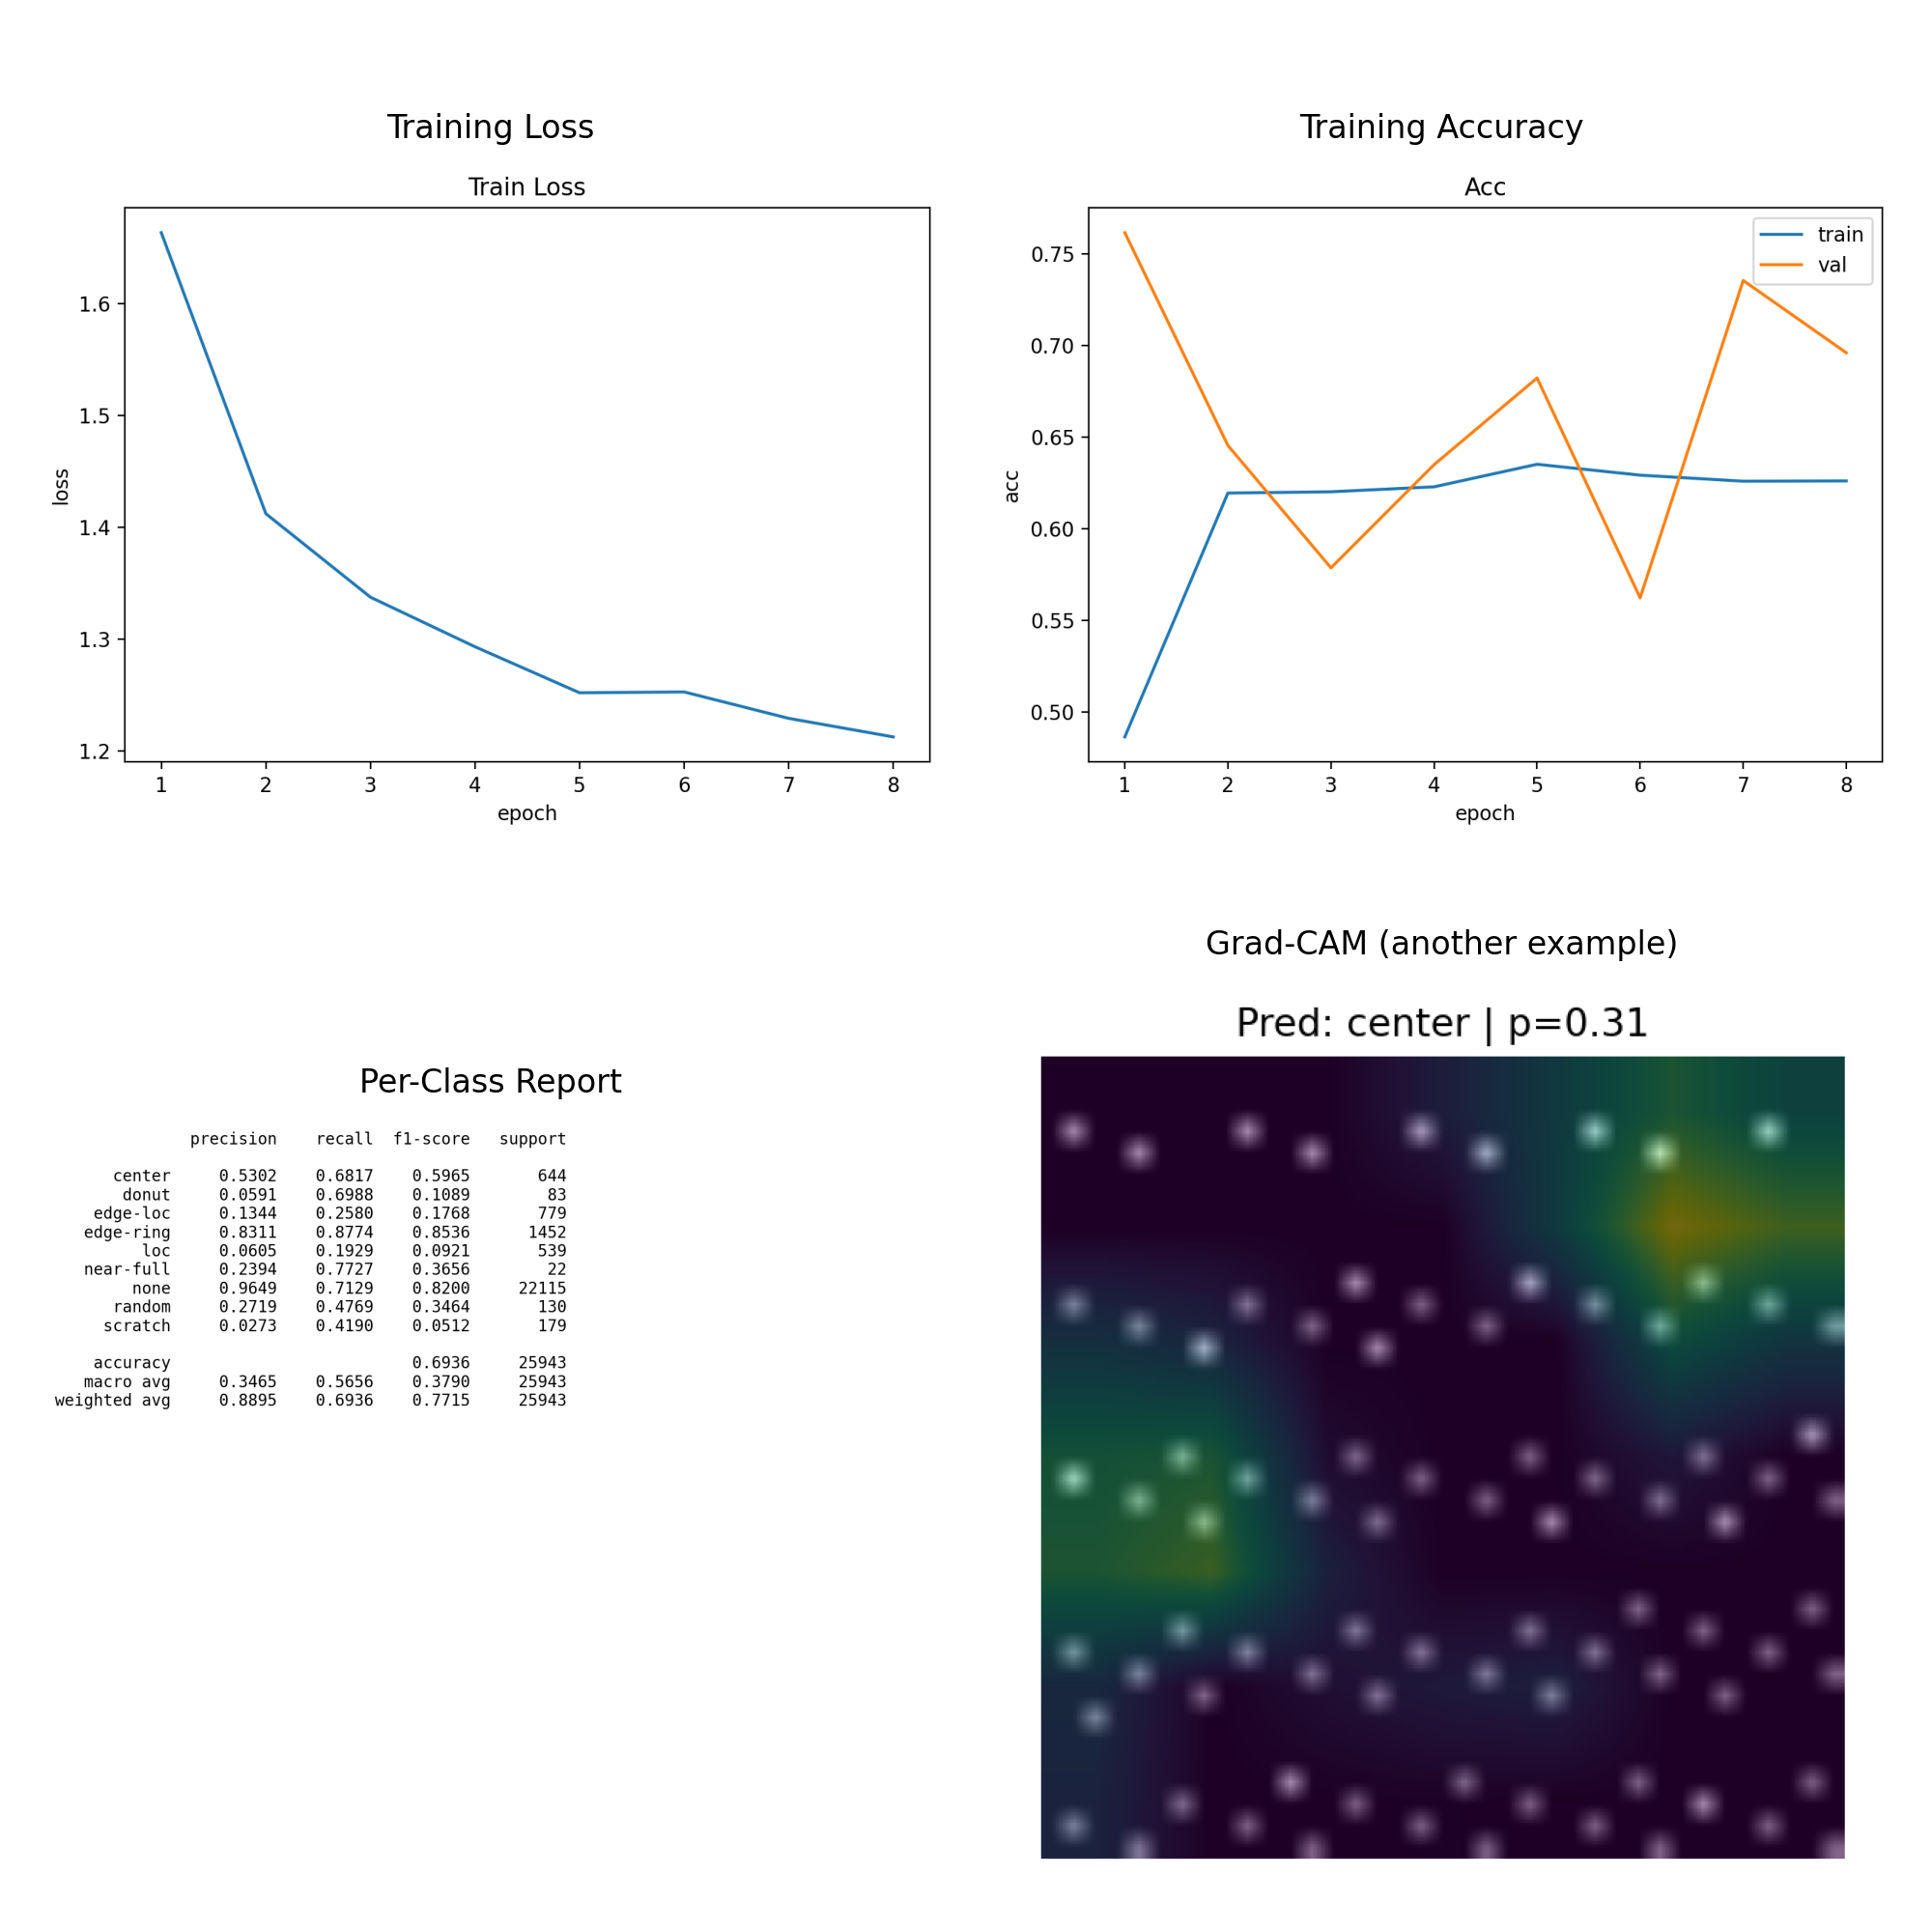 Training Loss
Train Loss
1.6
1.5
1.4
1.3
1.2
loss
1 2 3 4 5 6 7 8
epoch
Training Accuracy
Acc
train
val
0.75
0.70
0.65
0.60
0.55
0.50
acc
1 2 3 4 5 6 7 8
epoch
Per-Class Report
precision recall f1-score support
center 0.5302 0.6817 0.5965 644
donut 0.0591 0.6988 0.1089 83
edge-loc 0.1344 0.2580 0.1768 779
edge-ring 0.8311 0.8774 0.8536 1452
loc 0.0605 0.1929 0.0921 539
near-full 0.2394 0.7727 0.3656 22
none 0.9649 0.7129 0.8200 22115
random 0.2719 0.4769 0.3464 130
scratch 0.0273 0.4190 0.0512 179
accuracy 0.6936 25943
macro avg 0.3465 0.5656 0.3790 25943
weighted avg 0.8895 0.6936 0.7715 25943
Grad-CAM (another example)
Pred: center | p=0.31